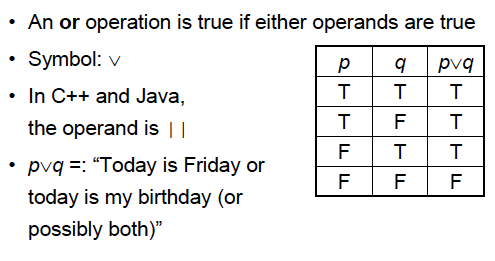 • An or operation is true if either operands are true
• Symbol: ∨
• In C++ and Java,
the operand is ||
• p∨q =: “Today is Friday or
today is my birthday (or
possibly both)”
p q p∨q
T T T
T F T
F T T
F F F